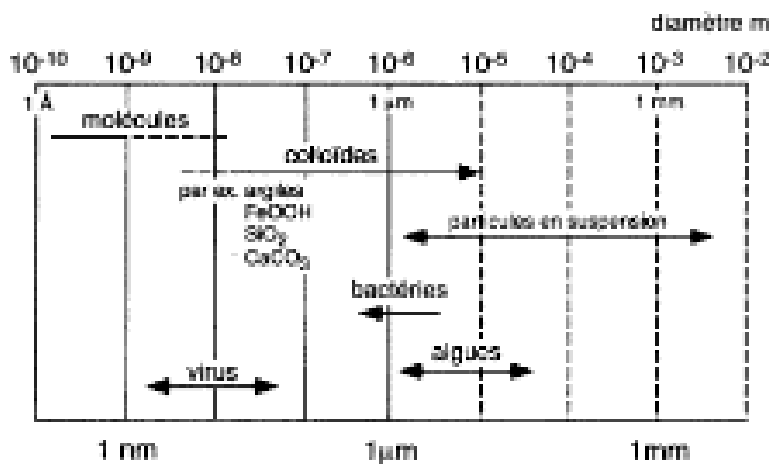 diamètre m
10-10 10-9 10-8 10-7 10-6 10-5 10-4 10-3 10-2
1 Å 1 µm 1 mm
molécules
colloïdes
par ex. argiles
FeOOH
SiO2
CaCO3
particules en suspension
bactéries
algues
virus
1 nm 1µm 1mm